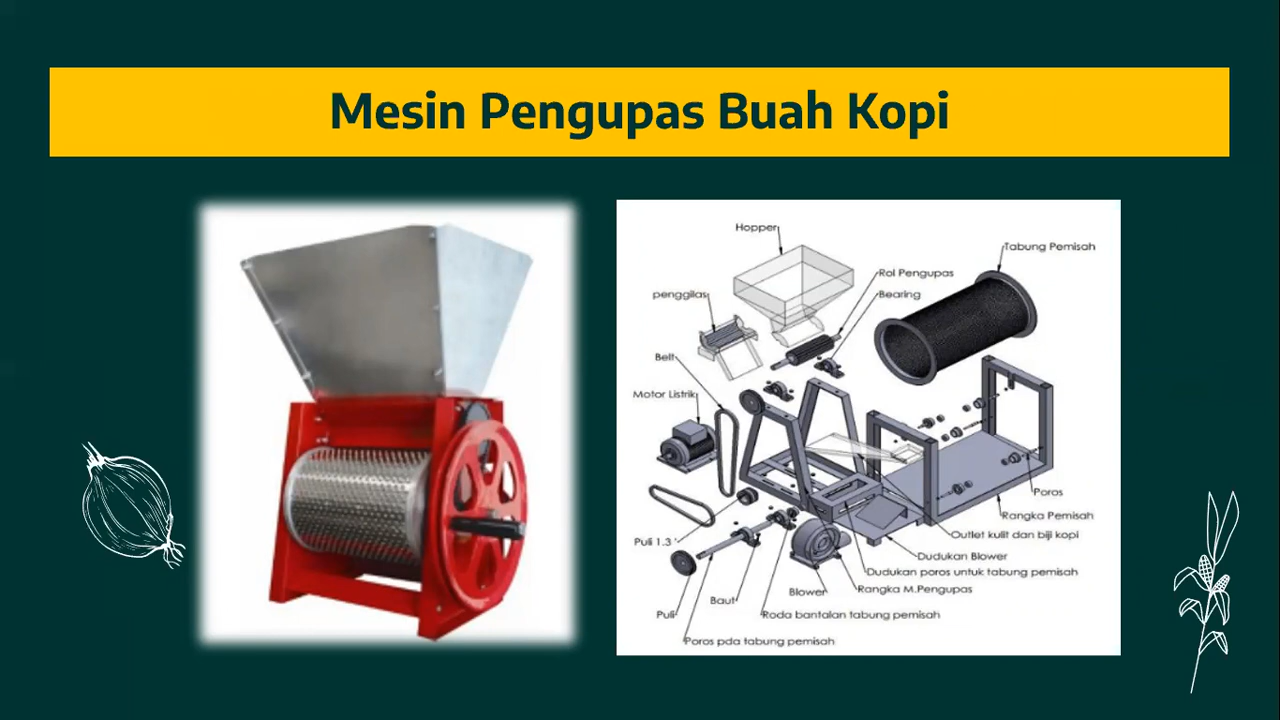 Mesin Pengupas Buah Kopi
Hopper
Tabung Pemisah
Rol Pengupas
penggilas
Bearing
Belt
Motor Listrik
Poros
Rangka Pemisah
Outlet kulit dan biji kopi
Puli 1.3 '
Dudukan Blower
Dudukan poros untuk tabung pemisah
Blower
Rangka M.Pengupas
Baut
Puli
Roda bantalan tabung pemisah
Poros pda tabung pemisah